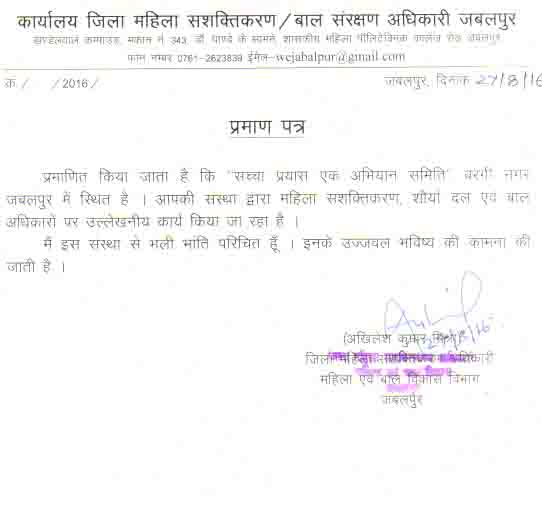 कार्यालय जिला महिला सशक्तिकरण/बाल संरक्षण अधिकारी जबलपुर
खण्डेलवाल कम्पाउण्ड, मकान नं 343, डॉ पाण्डे के सामने, शासकीय महिला पॉलिटेक्निक कालेज रोड जबलपुर
फोन नम्बर 0761-2623839 ईमेल-wejabalpur@gmail.com
क्र./ /2016/ जबलपुर, दिनांक 27/8/16
प्रमाण पत्र
प्रमाणित किया जाता है कि "सच्चा प्रयास एक अभियान समिति" बरगी नगर
जबलपुर में स्थित है । आपकी संस्था द्वारा महिला सशक्तिकरण, शौर्या दल एवं बाल
अधिकारों पर उल्लेखनीय कार्य किया जा रहा है ।
मैं इस संस्था से भली भांति परिचित हूँ । इनके उज्जवल भविष्य की कामना की
जाती है ।
27/8/16
(अखिलेश कुमार मिश्रा)
जिला महिला सशक्तिकरण अधिकारी
महिला एवं बाल विकास विभाग
जबलपुर